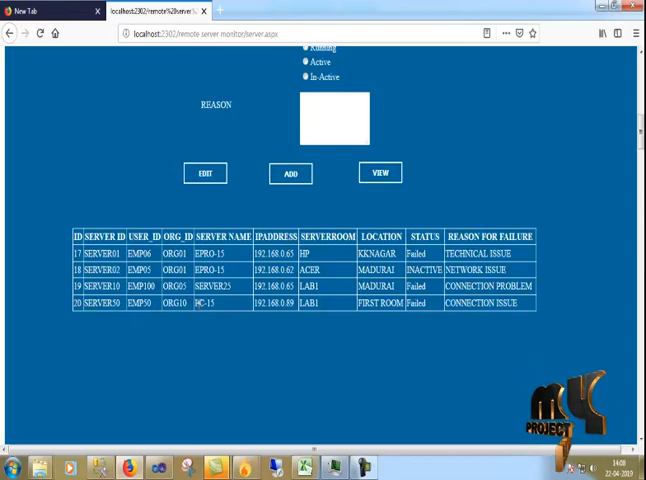 New Tab
localhost:2302/remote%20server%
localhost:2302/remote server monitor/server.aspx
Running
Active
In-Active
REASON
EDIT
ADD
VIEW
ID SERVER ID USER_ID ORG_ID SERVER NAME IPADDRESS SERVERROOM LOCATION STATUS REASON FOR FAILURE
17 SERVER01 EMP06 ORG01 EPRO-15 192.168.0.65 HP KKNAGAR Failed TECHNICAL ISSUE
18 SERVER02 EMP05 ORG01 EPRO-15 192.168.0.62 ACER MADURAI INACTIVE NETWORK ISSUE
19 SERVER10 EMP100 ORG05 SERVER25 192.168.0.65 LAB1 MADURAI Failed CONNECTION PROBLEM
20 SERVER50 EMP50 ORG10 PC-15 192.168.0.89 LAB1 FIRST ROOM Failed CONNECTION ISSUE
my
PROJECT
14:08
22-04-2019